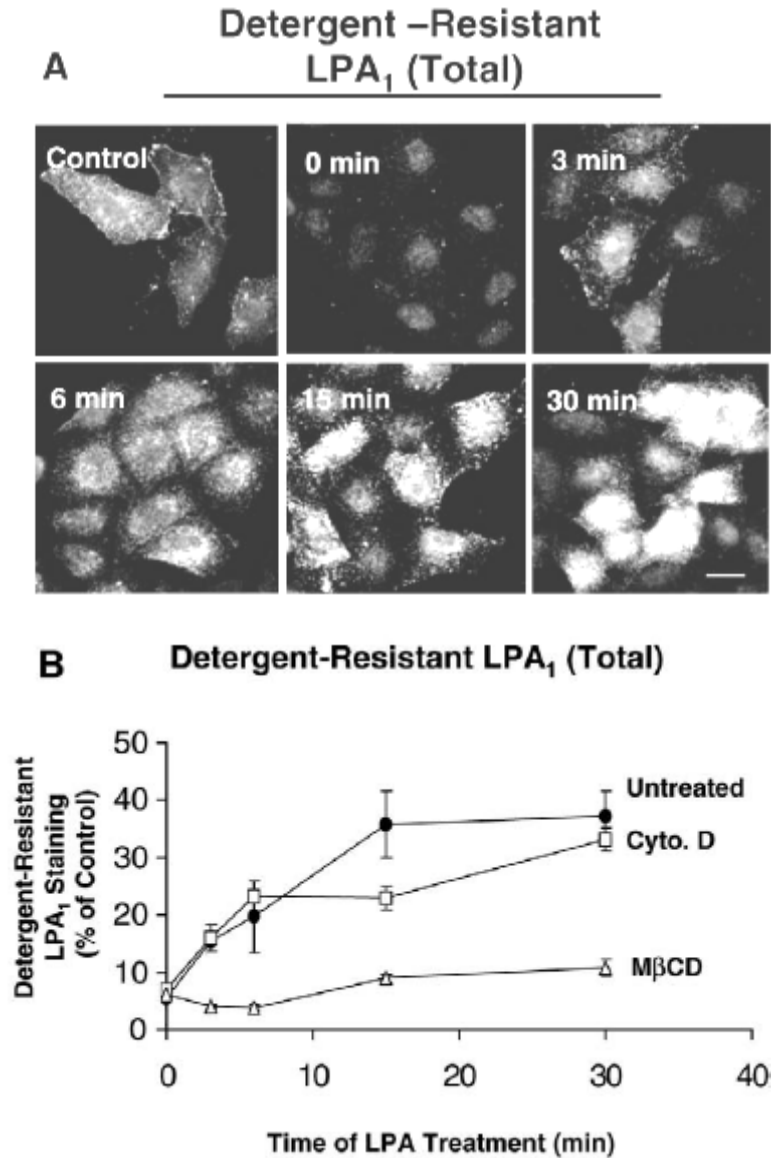 Detergent –Resistant
A
LPA₁ (Total)
Control
0 min
3 min
6 min
15 min
30 min
B Detergent-Resistant LPA₁ (Total)
Detergent-Resistant
LPA₁ Staining
(% of Control)
50
40
30
20
10
0
Untreated
Cyto. D
MβCD
0 10 20 30 40
Time of LPA Treatment (min)